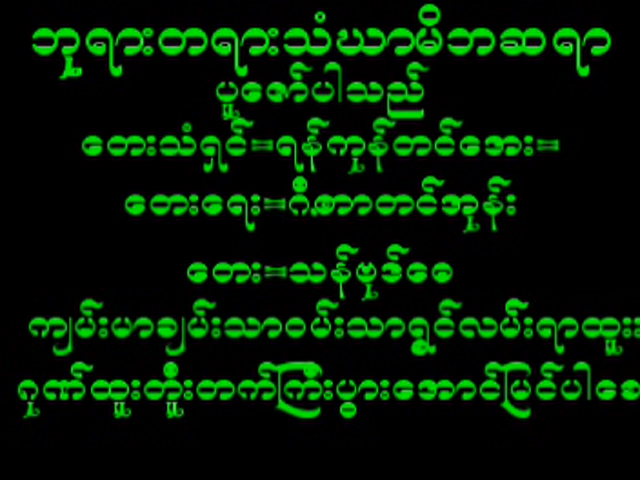 ဘုရားတရားသံဃာမိဘဆရာ
ပူဇော်ပါသည်
တေးသံရှင်=ရန်ကုန်တင်အေး=
တေးရေး=ဂီတာတင်အုန်း
တေး=သန်ဗုဒ်ဓေ
ကျမ်းမာချမ်းသာဝမ်းသာရွှင်လမ်းရာထူး
ဂုဏ်ထူးတိုးတက်ကြီးပွားအောင်မြင်ပါစေ